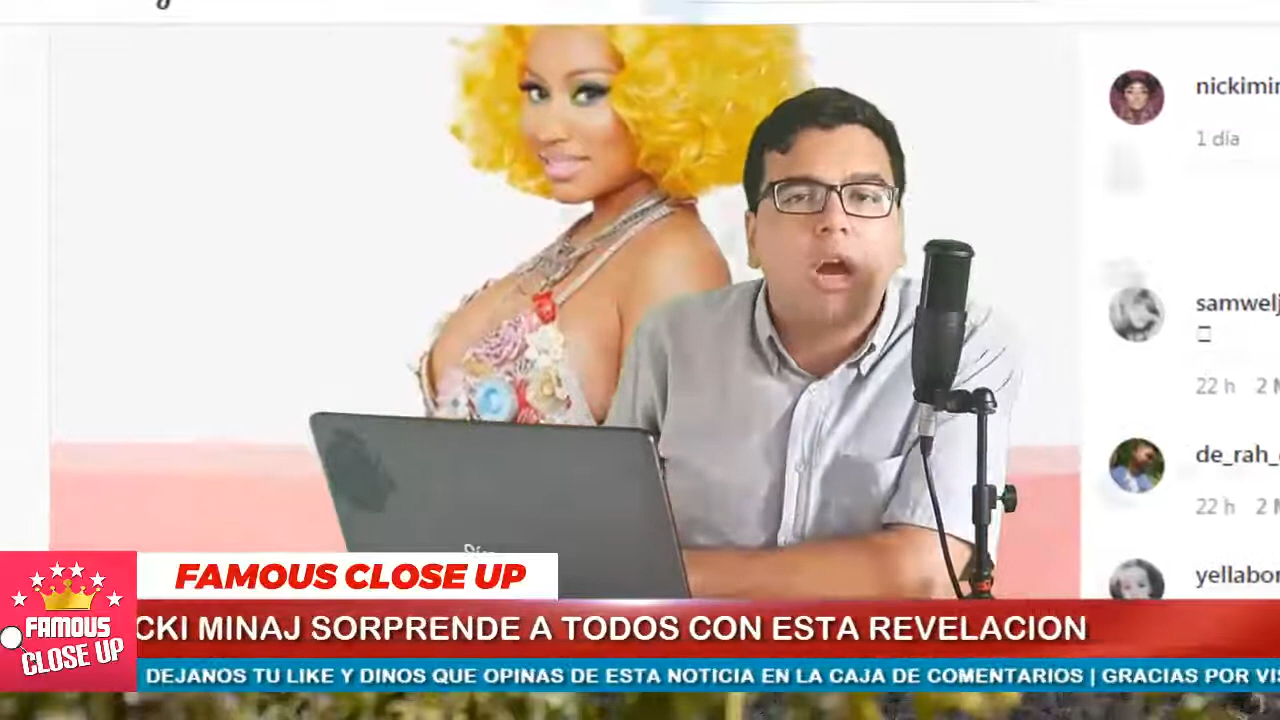 nickimin
1 día
samwelj
22 h 2 M
de_rah_
22 h 2 M
yellabor
FAMOUS CLOSE UP
FAMOUS
CLOSE UP
CKI MINAJ SORPRENDE A TODOS CON ESTA REVELACION
DEJANOS TU LIKE Y DINOS QUE OPINAS DE ESTA NOTICIA EN LA CAJA DE COMENTARIOS | GRACIAS POR VIS